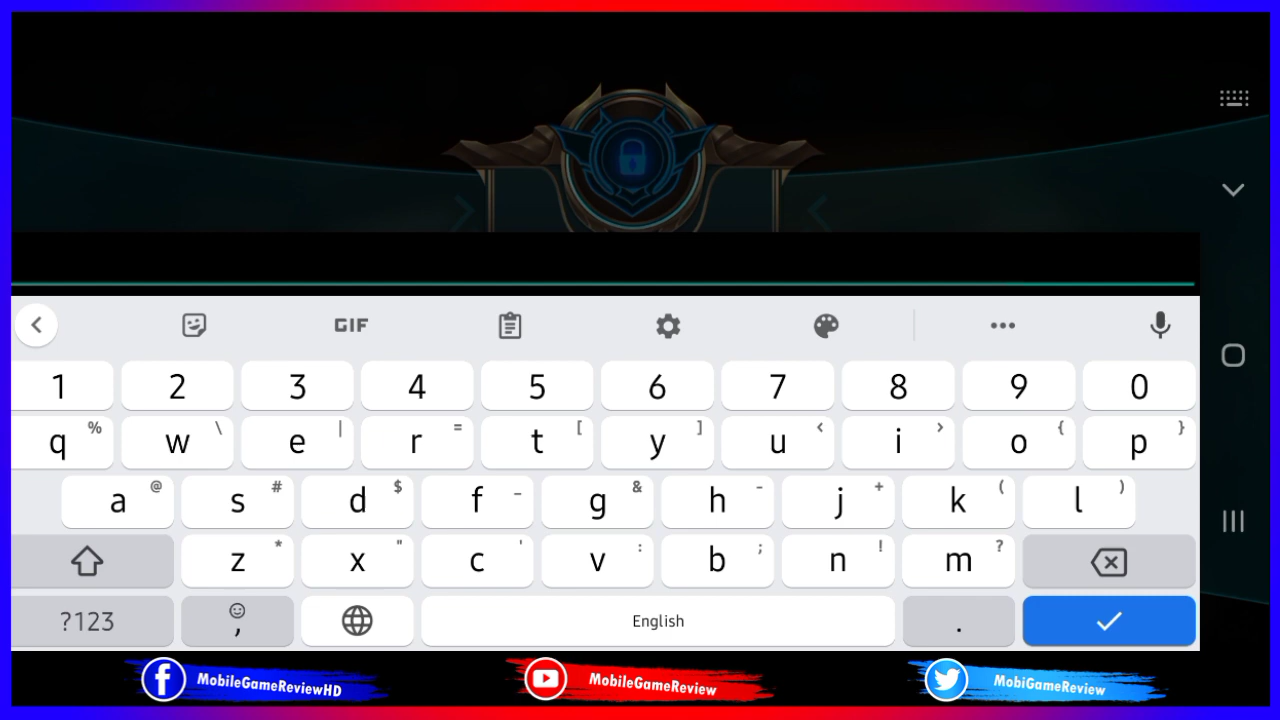 GIF
1 2 3 4 5 6 7 8 9 0
q % w \ e | r = t [ y ] u < i > o { p }
a @ s # d $ f _ g & h - j + k ( l )
z * x " c ' v : b ; n ! m ?
?123 , English .
MobileGameReviewHD MobileGameReview MobiGameReview